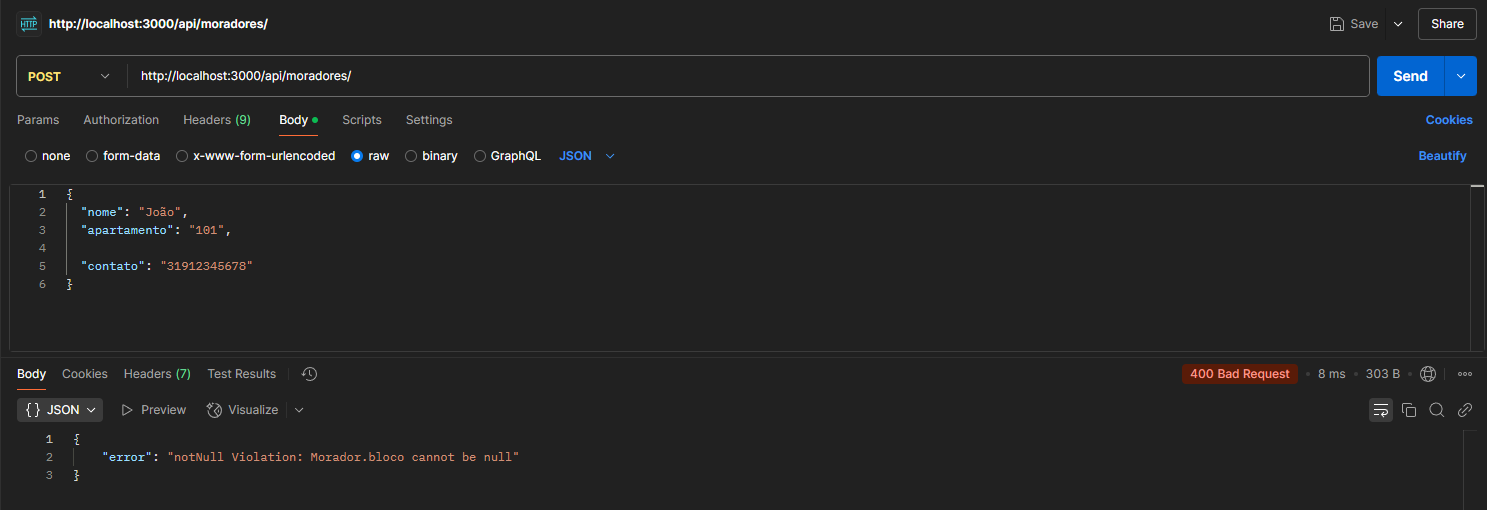 HTTP http://localhost:3000/api/moradores/ Save Share
POST http://localhost:3000/api/moradores/ Send
Params Authorization Headers (9) Body Scripts Settings Cookies
none form-data x-www-form-urlencoded raw binary GraphQL JSON Beautify
1 {
2 "nome": "João",
3 "apartamento": "101",
4
5 "contato": "31912345678"
6 }
Body Cookies Headers (7) Test Results 400 Bad Request • 8 ms • 303 B •
{} JSON Preview Visualize
1 {
2 "error": "notNull Violation: Morador.bloco cannot be null"
3 }